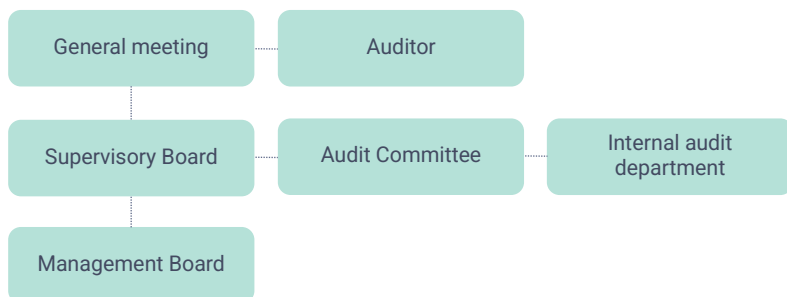 General meeting
Auditor
Supervisory Board
Audit Committee
Internal audit
department
Management Board